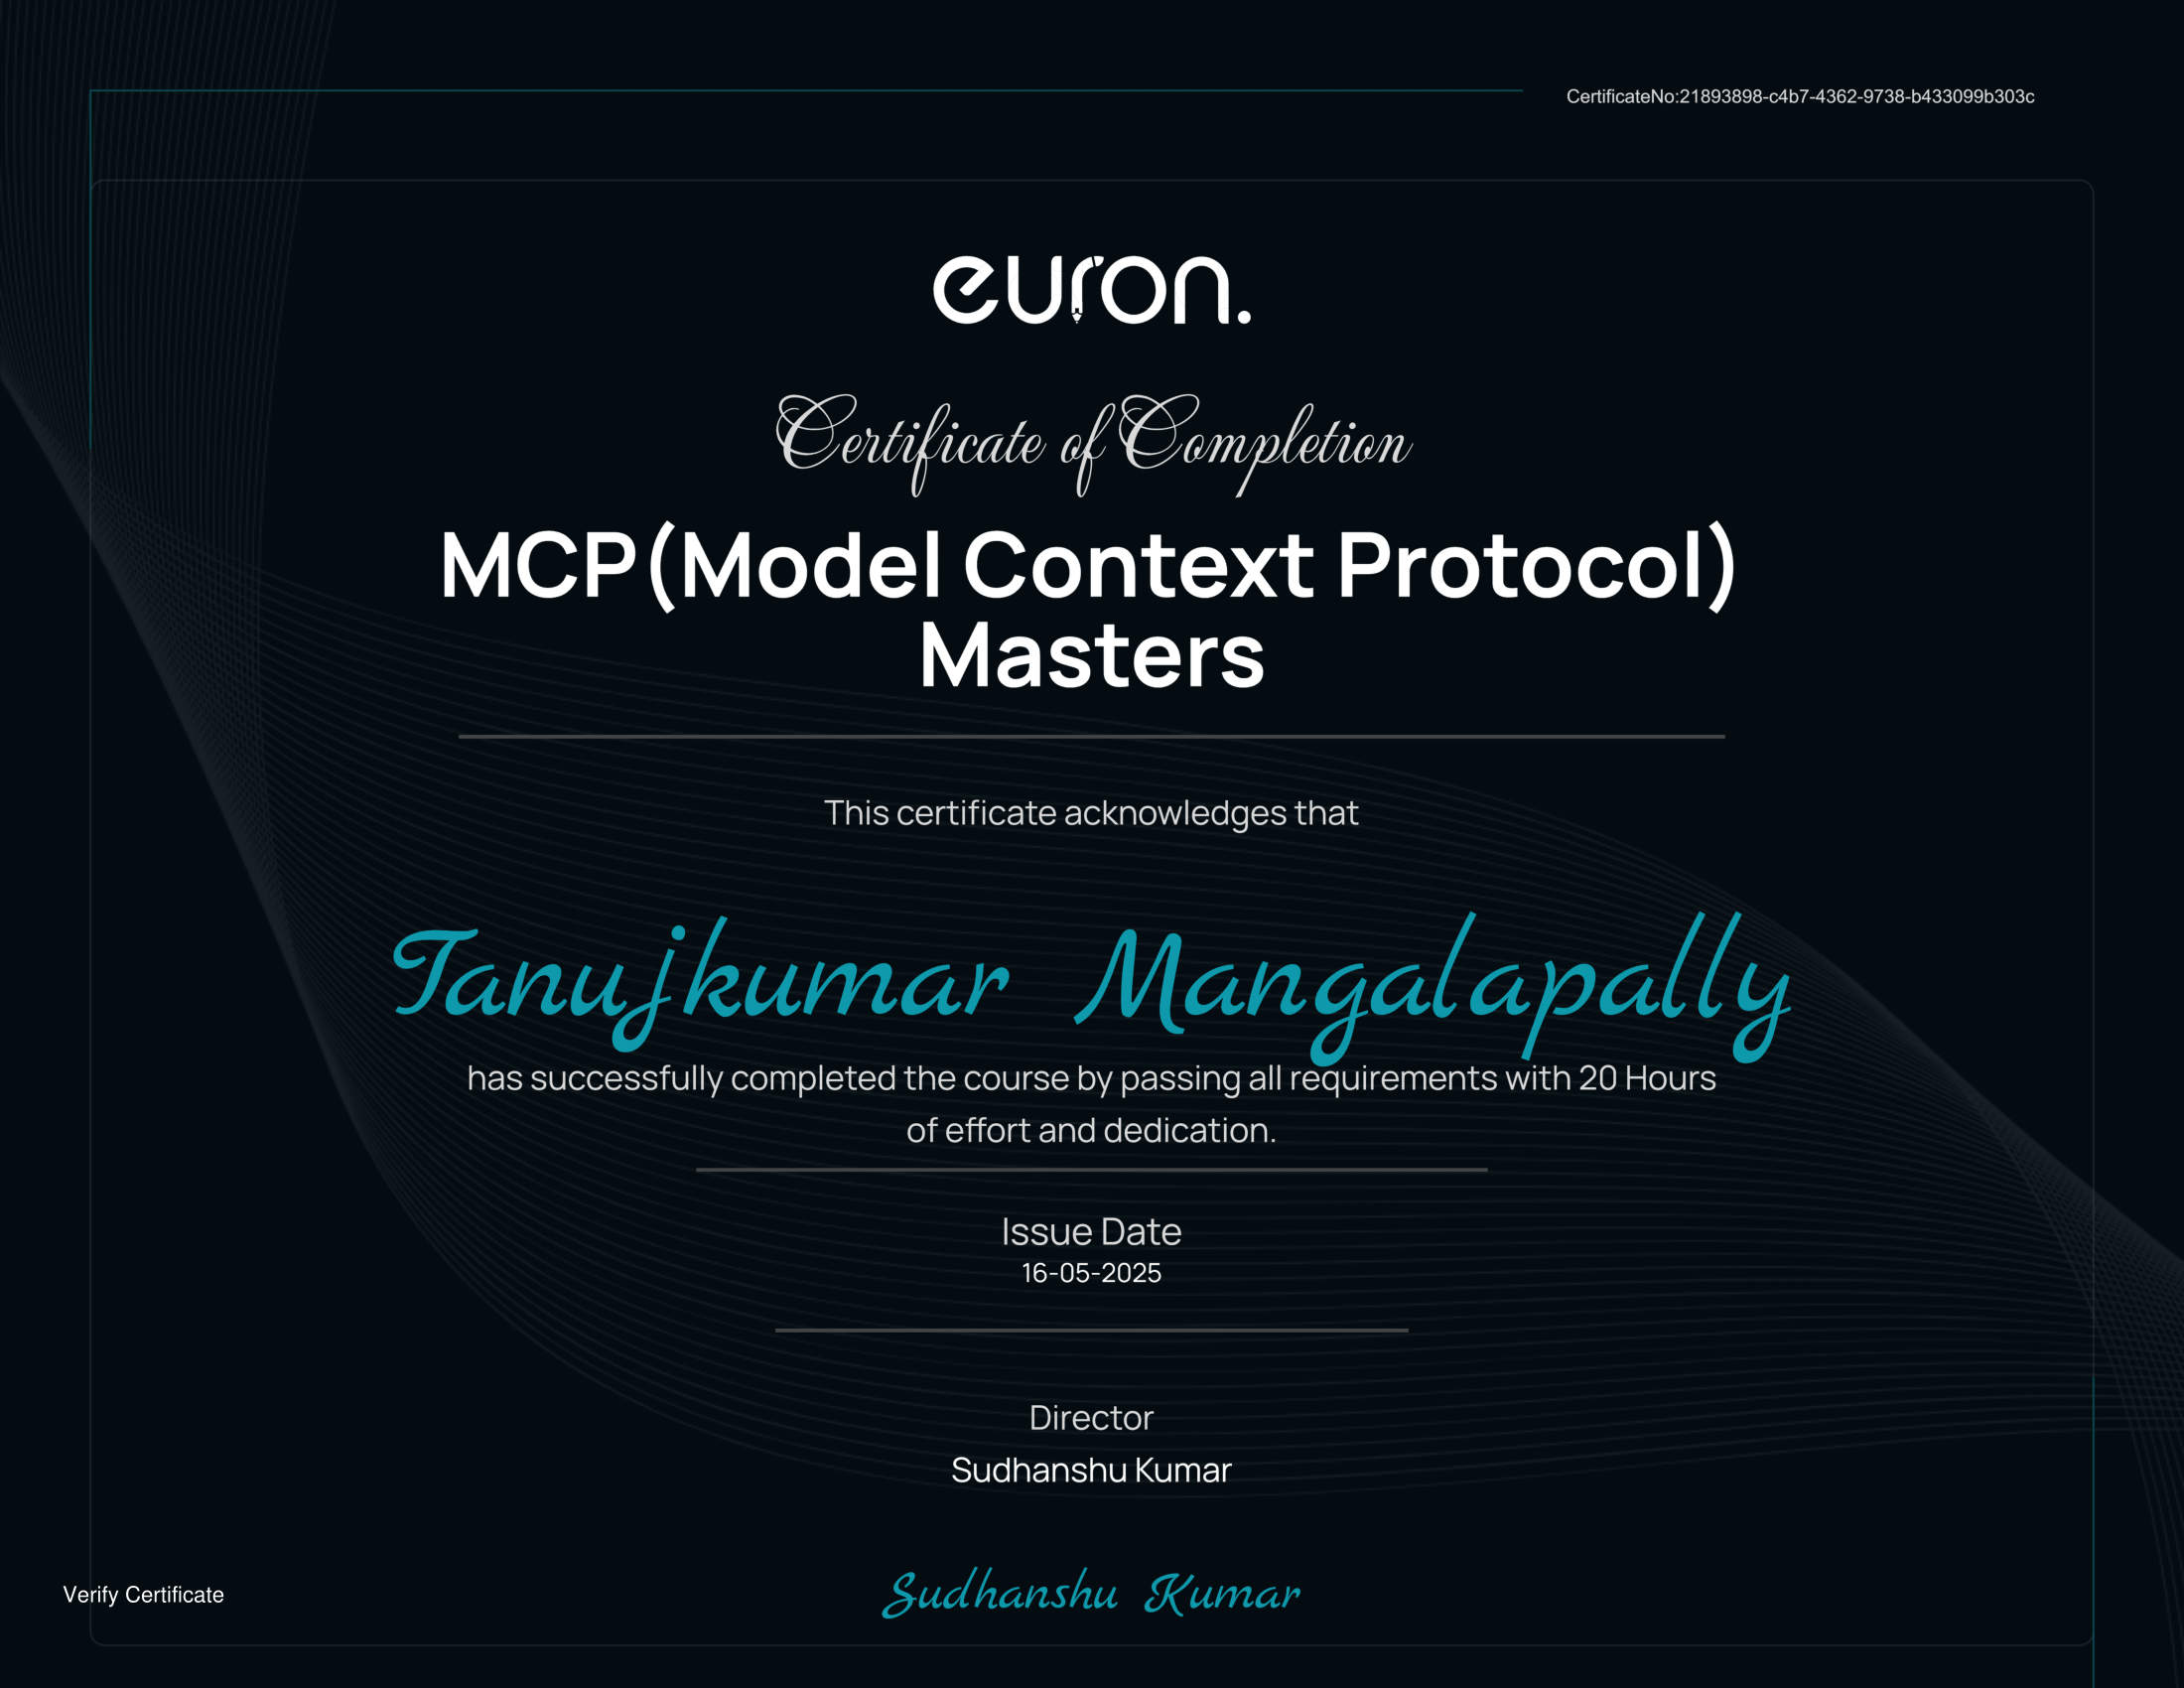 CertificateNo:21893898-c4b7-4362-9738-b433099b303c
euron.
Certificate of Completion
MCP(Model Context Protocol)
Masters
This certificate acknowledges that
Tanujkumar Mangalapally
has successfully completed the course by passing all requirements with 20 Hours
of effort and dedication.
Issue Date
16-05-2025
Director
Sudhanshu Kumar
Sudhanshu Kumar
Verify Certificate